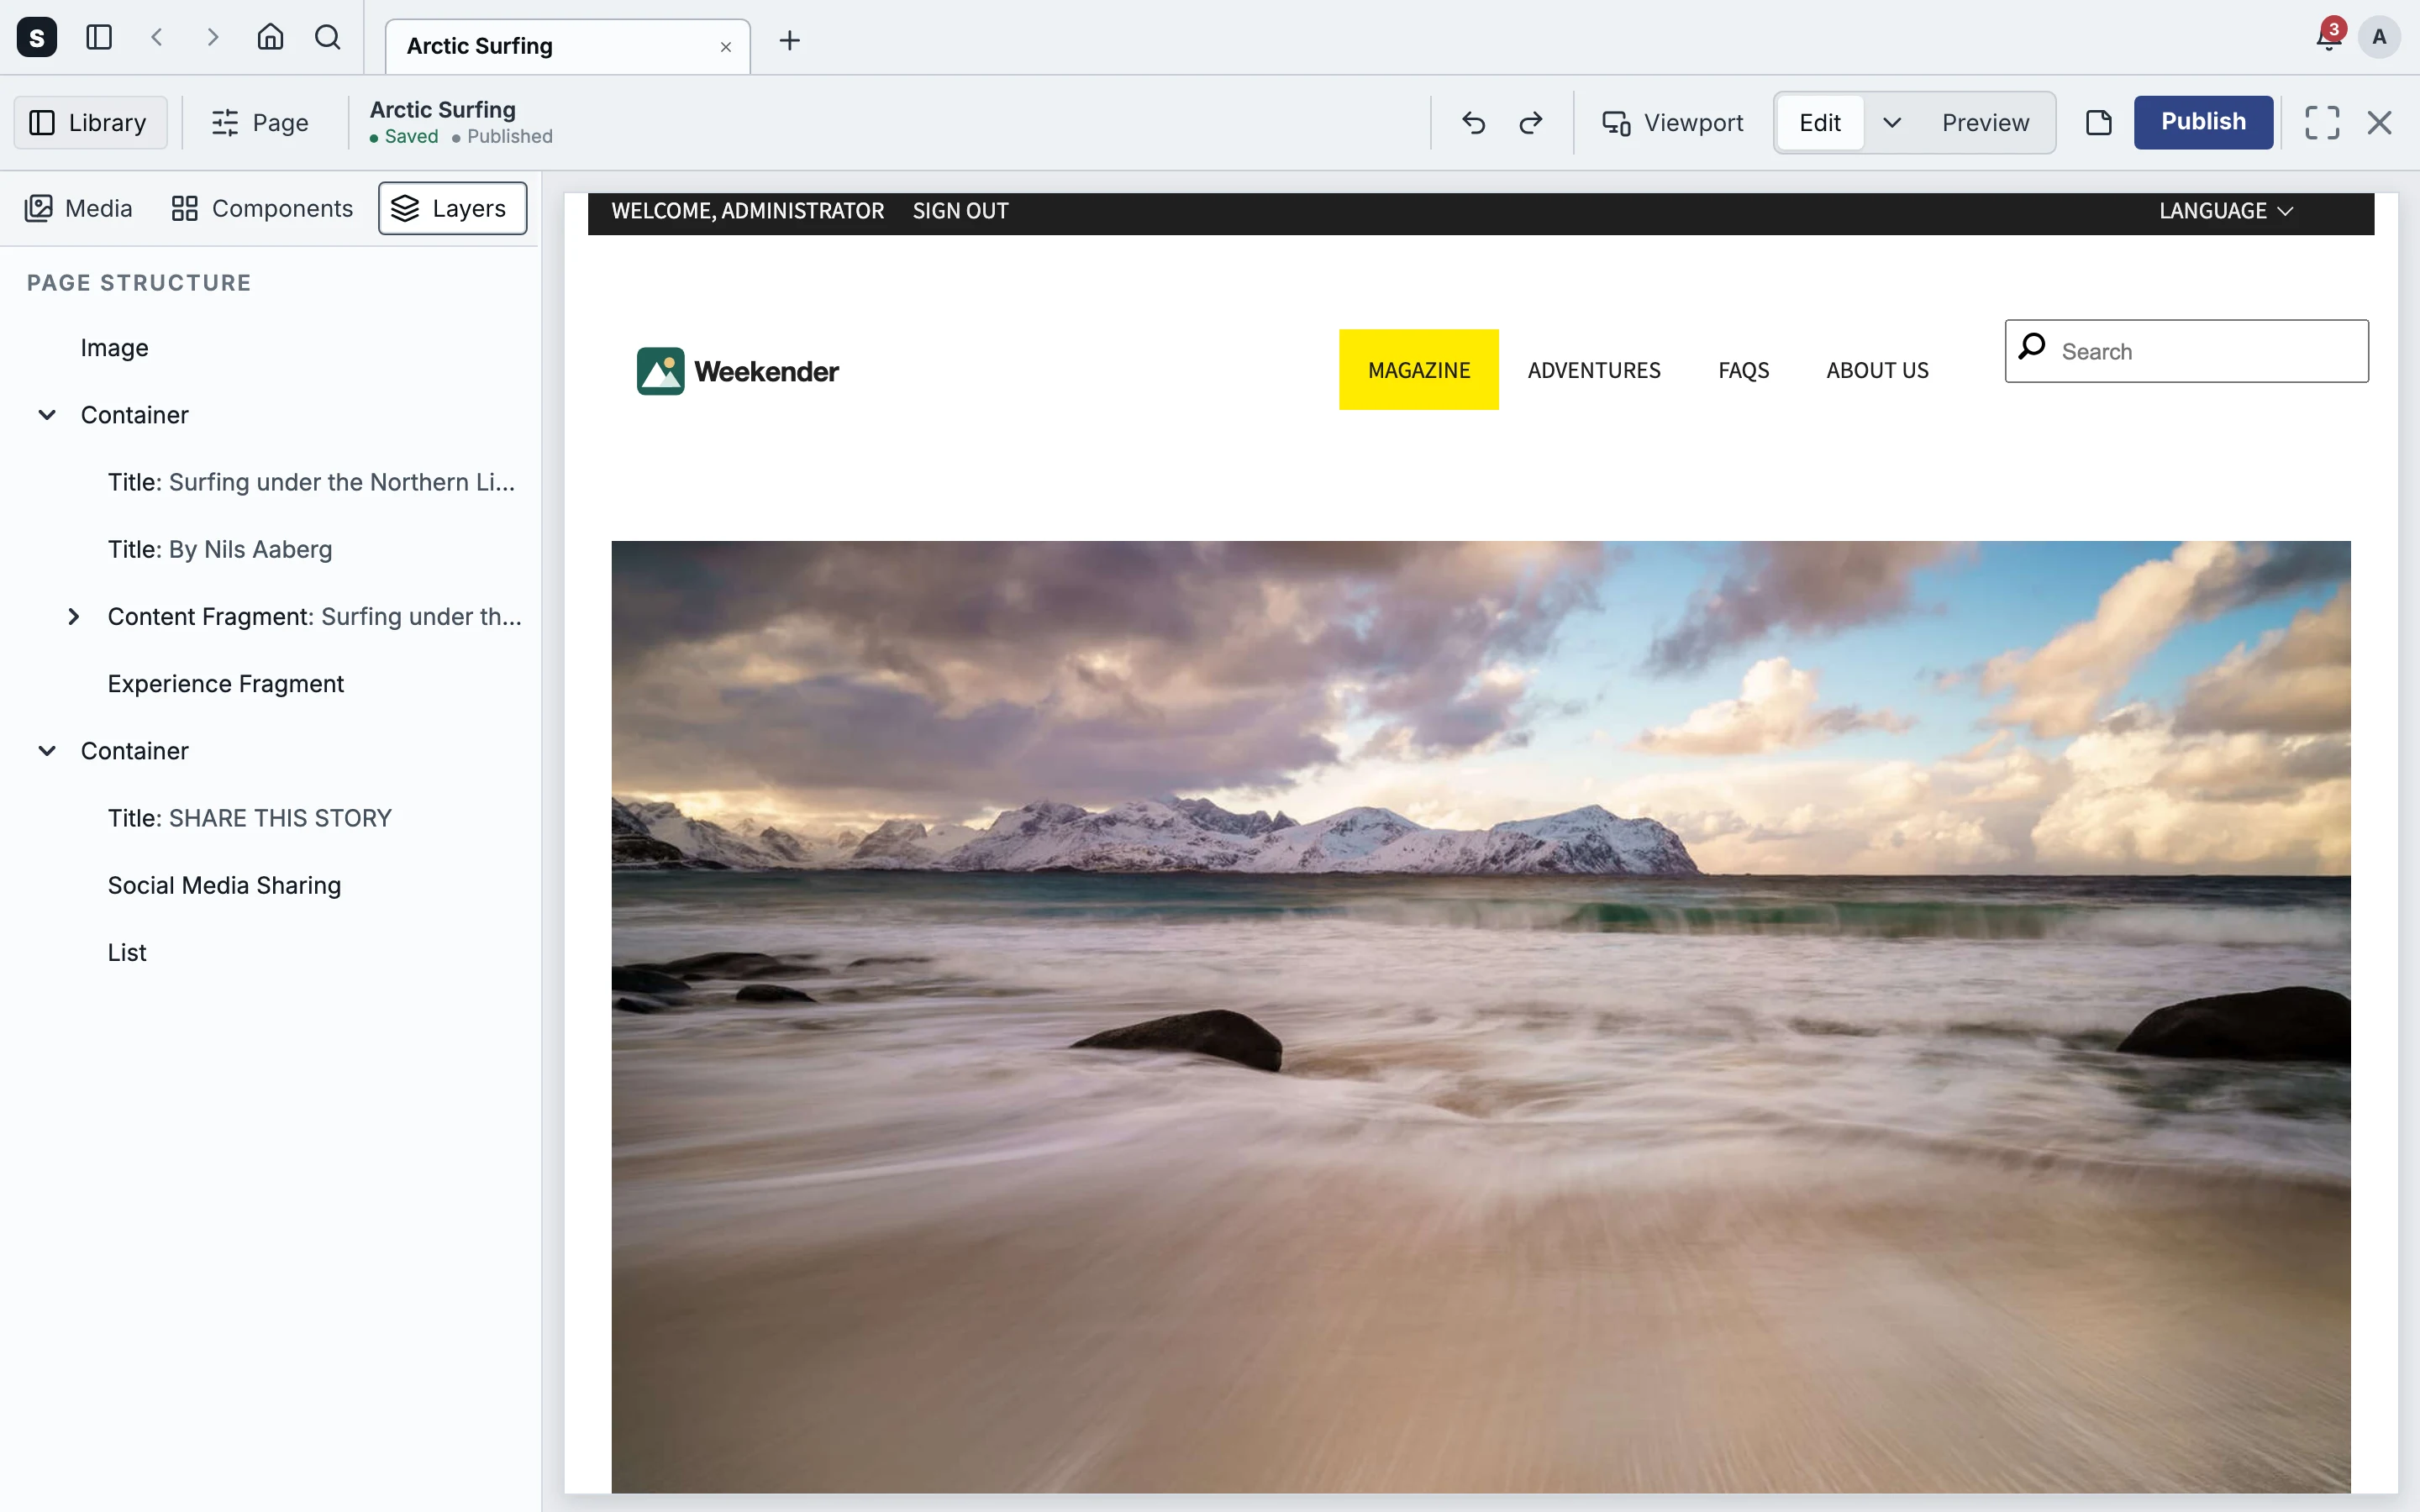 S
Arctic Surfing
3
A
Library
Page
Arctic Surfing
Saved
Published
Viewport
Edit
Preview
Publish
Media
Components
Layers
PAGE STRUCTURE
Image
Container
Title: Surfing under the Northern Li...
Title: By Nils Aaberg
Content Fragment: Surfing under th...
Experience Fragment
Container
Title: SHARE THIS STORY
Social Media Sharing
List
WELCOME, ADMINISTRATOR
SIGN OUT
LANGUAGE
Weekender
MAGAZINE
ADVENTURES
FAQS
ABOUT US
Search